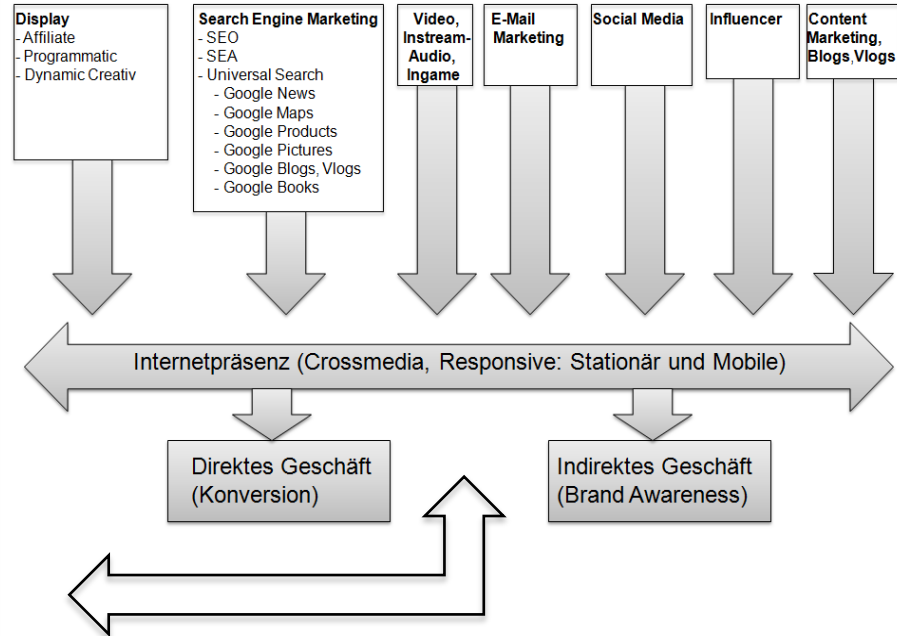 Display
- Affiliate
- Programmatic
- Dynamic Creativ
Search Engine Marketing
- SEO
- SEA
- Universal Search
- Google News
- Google Maps
- Google Products
- Google Pictures
- Google Blogs, Vlogs
- Google Books
Video,
Instream-
Audio,
Ingame
E-Mail
Marketing
Social Media
Influencer
Content
Marketing,
Blogs,Vlogs
Internetpräsenz (Crossmedia, Responsive: Stationär und Mobile)
Direktes Geschäft
(Konversion)
Indirektes Geschäft
(Brand Awareness)